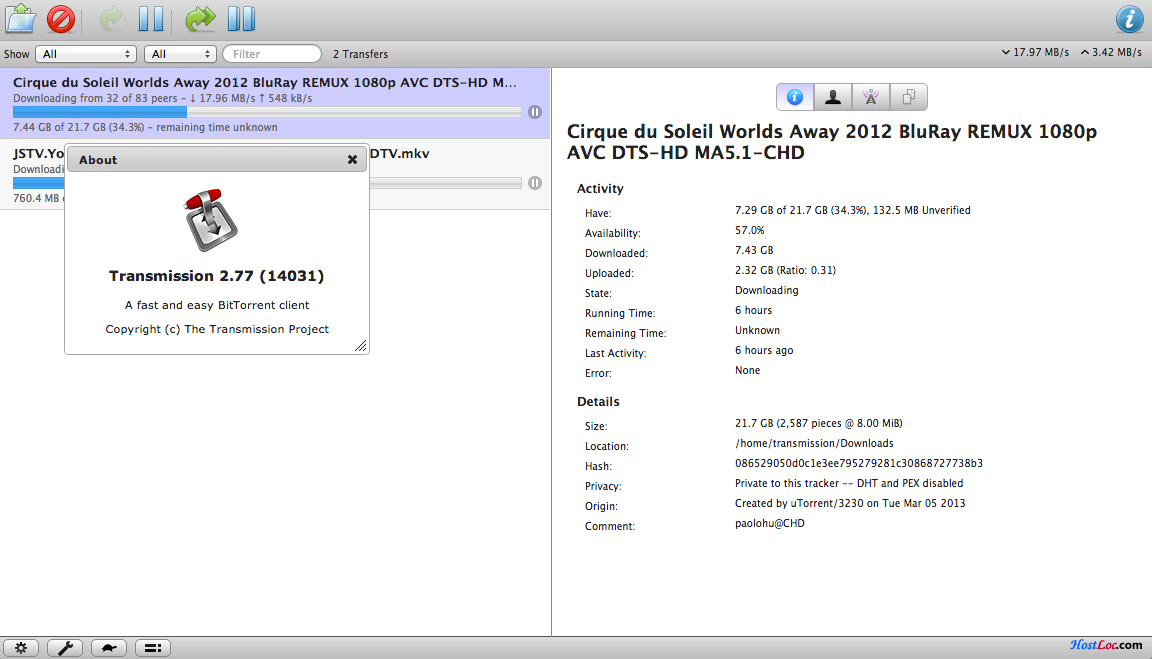 Show All All Filter 2 Transfers 17.97 MB/s 3.42 MB/s
Cirque du Soleil Worlds Away 2012 BluRay REMUX 1080p AVC DTS-HD M...
Downloading from 32 of 83 peers - ↓ 17.96 MB/s ↑ 548 kB/s
7.44 GB of 21.7 GB (34.3%) - remaining time unknown
JSTV.Yo
DTV.mkv
Downloadi
760.4 MB
About
Transmission 2.77 (14031)
A fast and easy BitTorrent client
Copyright (c) The Transmission Project
Cirque du Soleil Worlds Away 2012 BluRay REMUX 1080p
AVC DTS-HD MA5.1-CHD
Activity
Have: 7.29 GB of 21.7 GB (34.3%), 132.5 MB Unverified
Availability: 57.0%
Downloaded: 7.43 GB
Uploaded: 2.32 GB (Ratio: 0.31)
State: Downloading
Running Time: 6 hours
Remaining Time: Unknown
Last Activity: 6 hours ago
Error: None
Details
Size: 21.7 GB (2,587 pieces @ 8.00 MiB)
Location: /home/transmission/Downloads
Hash: 086529050d0c1e3ee795279281c30868727738b3
Privacy: Private to this tracker -- DHT and PEX disabled
Origin: Created by uTorrent/3230 on Tue Mar 05 2013
Comment: paolohu@CHD
HostLoc.com